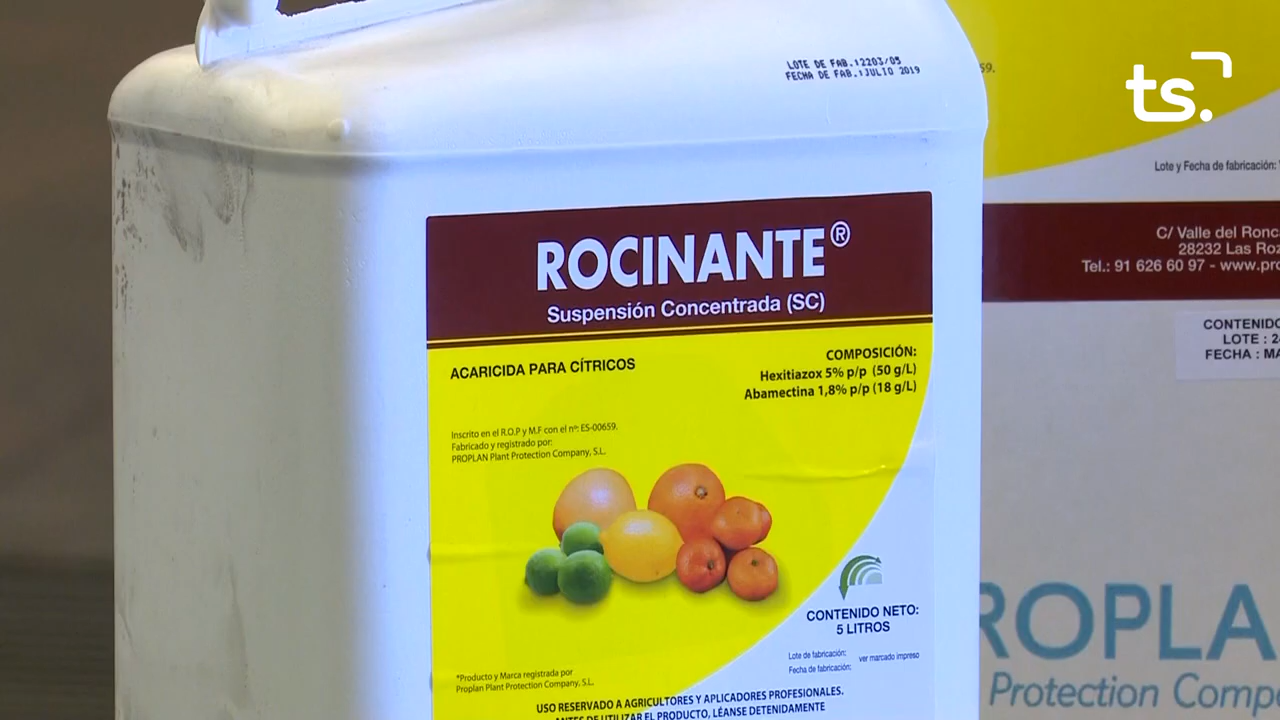 LOTE DE FAB.:2203/05
FECHA DE FAB.:JULIO 2019
ts.
59.
Lote y Fecha de fabricación:
ROCINANTE®
Suspensión Concentrada (SC)
C/ Valle del Ronc
28232 Las Roz
Tel.: 91 626 60 97 - www.pro
ACARICIDA PARA CÍTRICOS
COMPOSICIÓN:
Hexitiazox 5% p/p (50 g/L)
Abamectina 1,8% p/p (18 g/L)
CONTENIDO
LOTE : 24
FECHA : MA
Inscrito en el R.O.P y M.F con el nº: ES-00659.
Fabricado y registrado por:
PROPLAN Plant Protection Company, S.L.
CONTENIDO NETO:
5 LITROS
Lote de fabricación:
Fecha de fabricación:
ver marcado impreso
*Producto y Marca registrada por
Proplan Plant Protection Company, S.L.
USO RESERVADO A AGRICULTORES Y APLICADORES PROFESIONALES.
ANTES DE UTILIZAR EL PRODUCTO, LÉANSE DETENIDAMENTE
ROPLA
Protection Compa